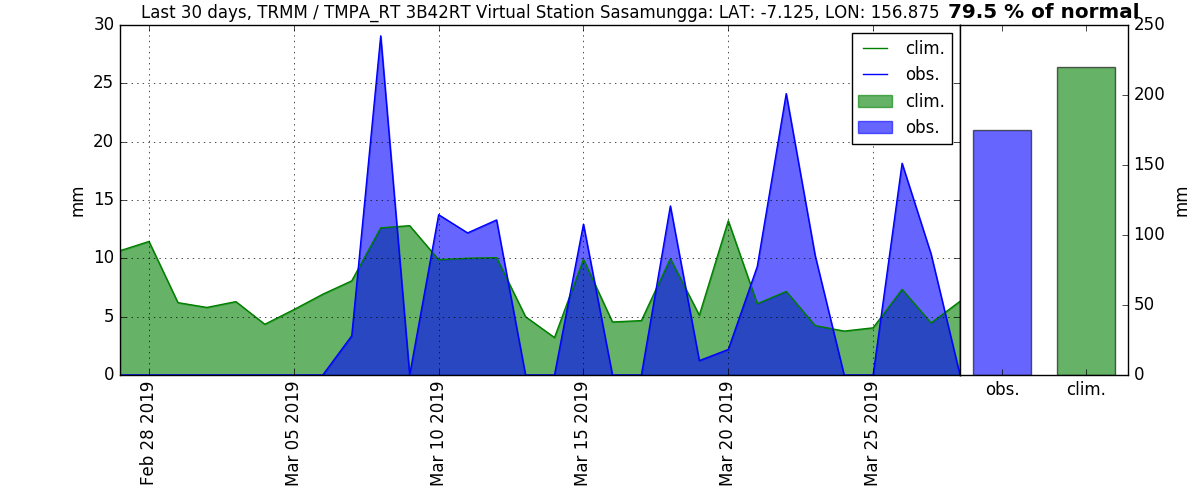 Last 30 days, TRMM / TMPA_RT 3B42RT Virtual Station Sasamungga: LAT: -7.125, LON: 156.875 79.5 % of normal
30
25
20
15
10
5
0
mm
clim.
obs.
clim.
obs.
Feb 28 2019
Mar 05 2019
Mar 10 2019
Mar 15 2019
Mar 20 2019
Mar 25 2019
250
200
150
100
50
0
mm
obs. clim.